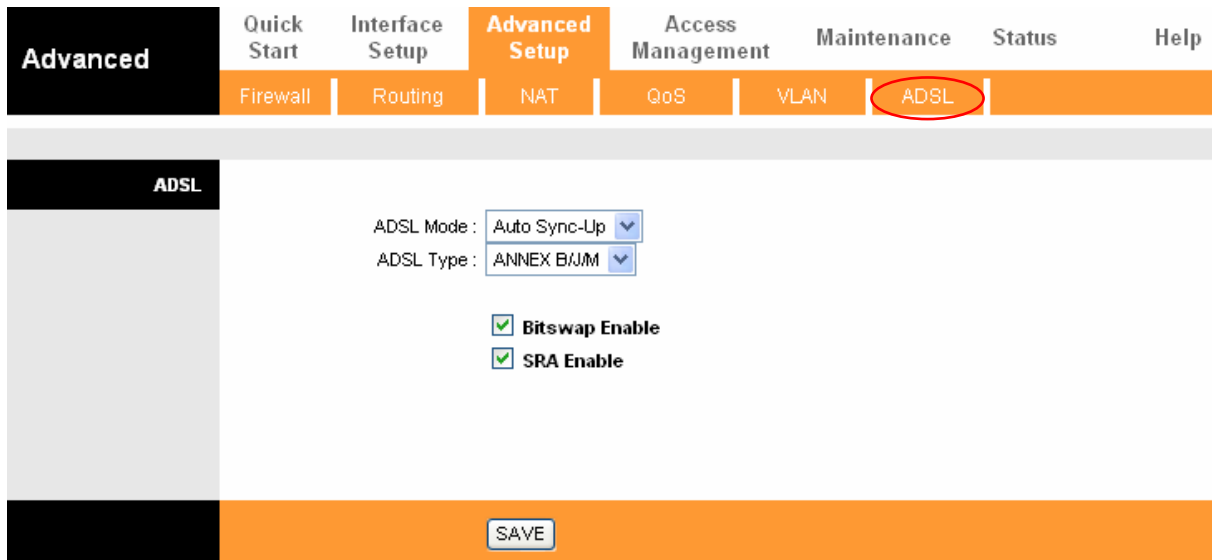 Advanced
Quick Start
Interface Setup
Advanced Setup
Access Management
Maintenance
Status
Help
Firewall
Routing
NAT
QoS
VLAN
ADSL
ADSL
ADSL Mode : Auto Sync-Up
ADSL Type : ANNEX B/J/M
Bitswap Enable
SRA Enable
SAVE